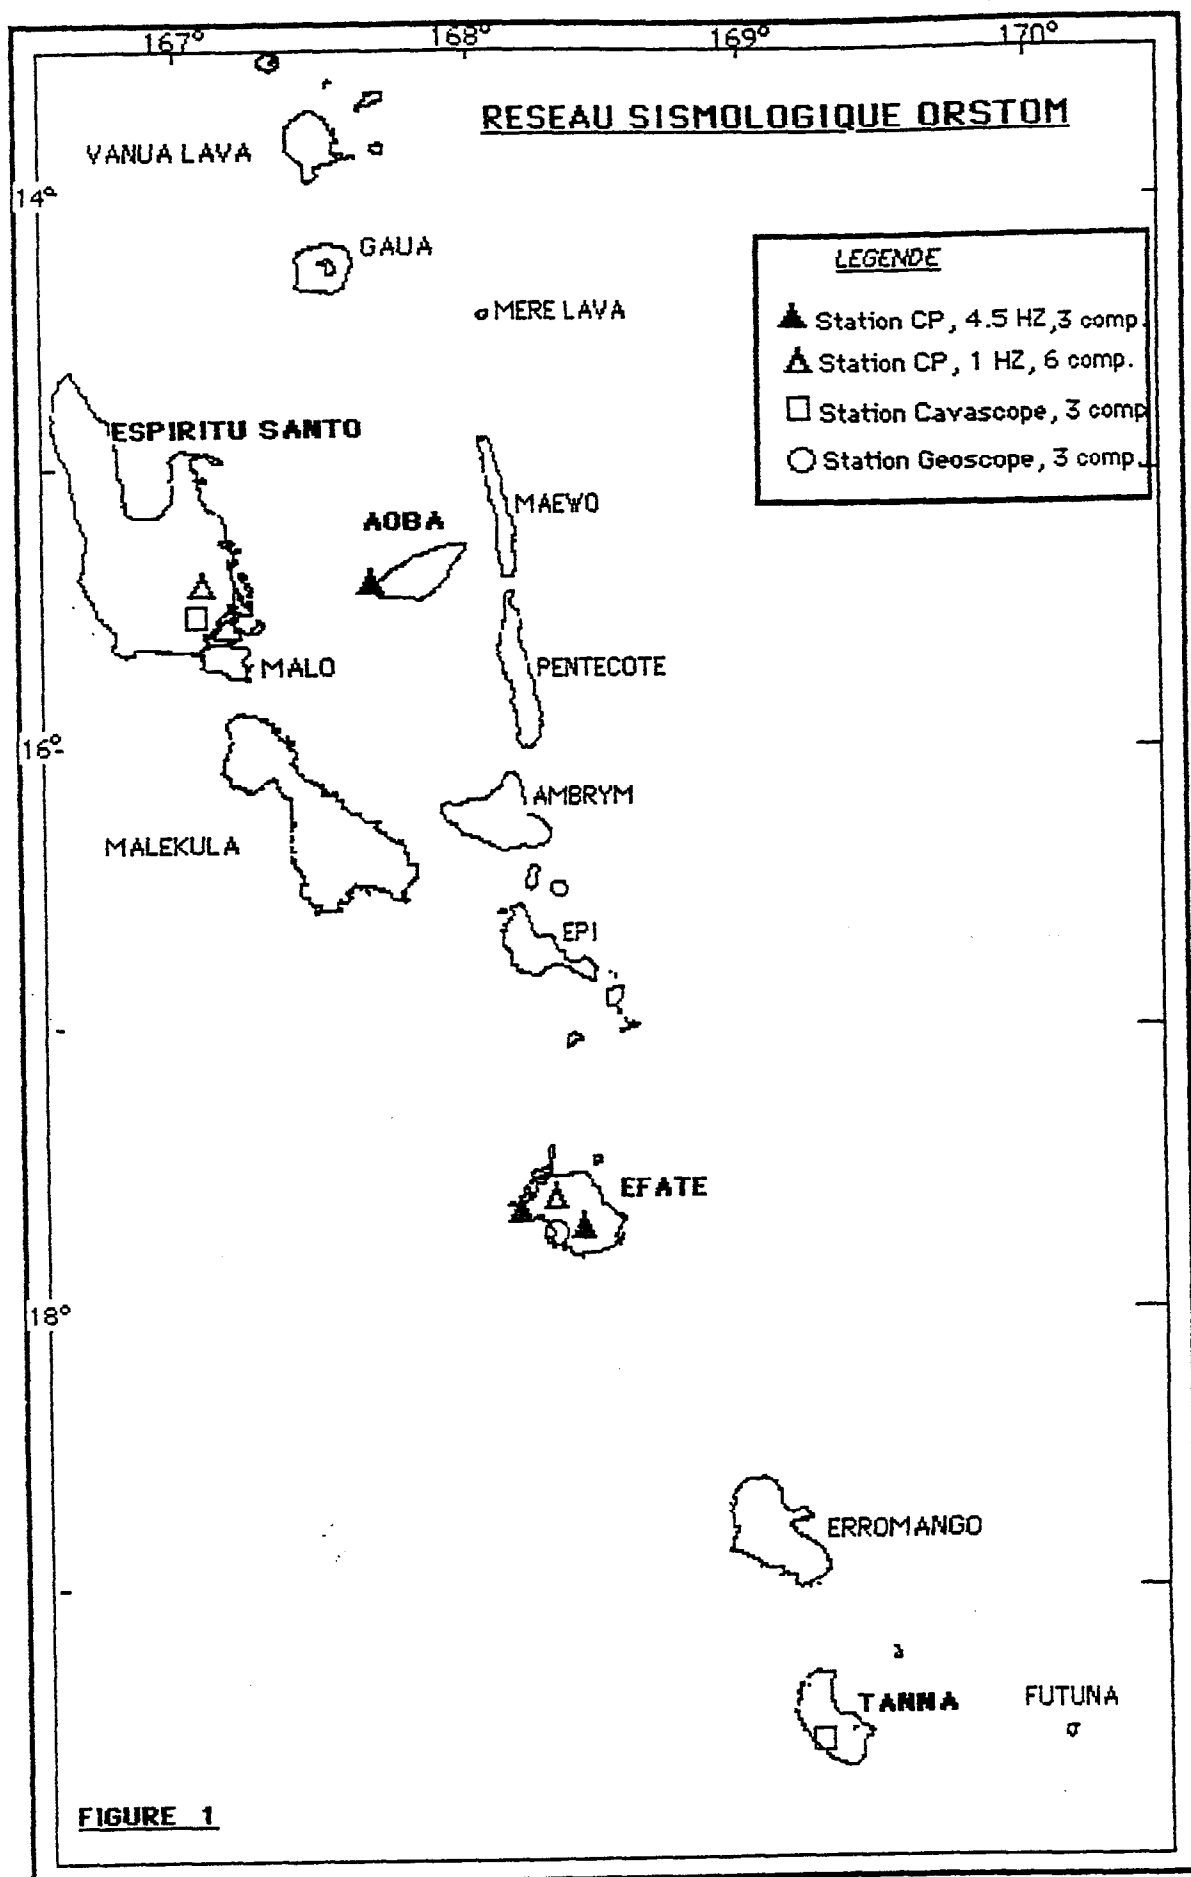 167° 168° 169° 170°
RESEAU SISMOLOGIQUE ORSTOM
VANUA LAVA
14°
GAUA
LEGENDE
MERE LAVA
Station CP, 4.5 HZ,3 comp.
Station CP, 1 HZ, 6 comp.
Station Cavascope, 3 comp
Station Geoscope, 3 comp.
ESPIRITU SANTO
MAEWO
AOBA
MALO
PENTECOTE
16°
AMBRYM
MALEKULA
EPI
EFATE
18°
ERROMANGO
TANNA
FUTUNA
FIGURE 1